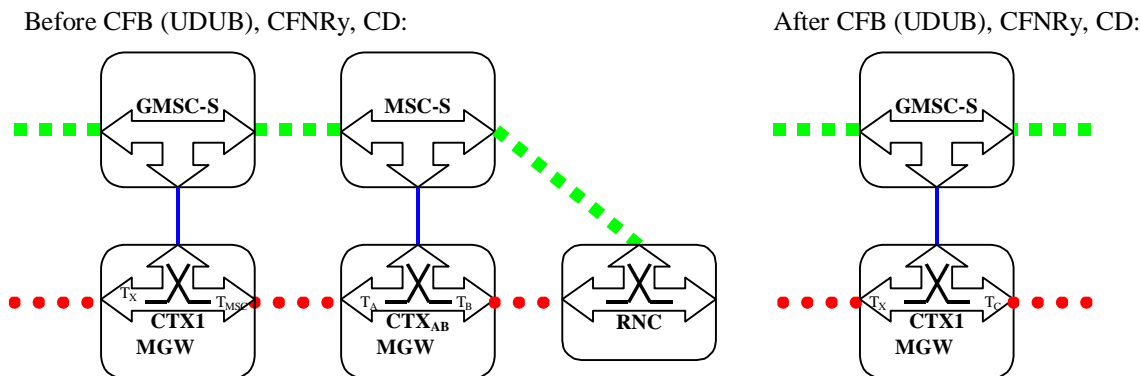 Before CFB (UDUB), CFNRy, CD:
After CFB (UDUB), CFNRy, CD:
GMSC-S
MSC-S
GMSC-S
TX
TMSC
TA
TB
TX
TC
CTX1
CTXAB
RNC
CTX1
MGW
MGW
MGW